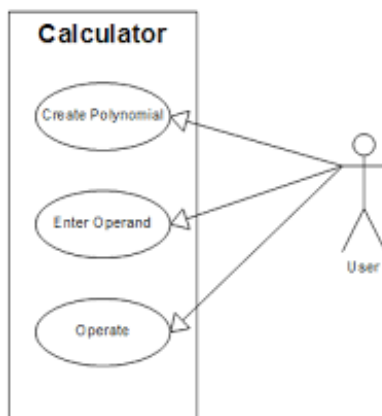 Calculator
Create Polynomial
Enter Operand
User
Operate